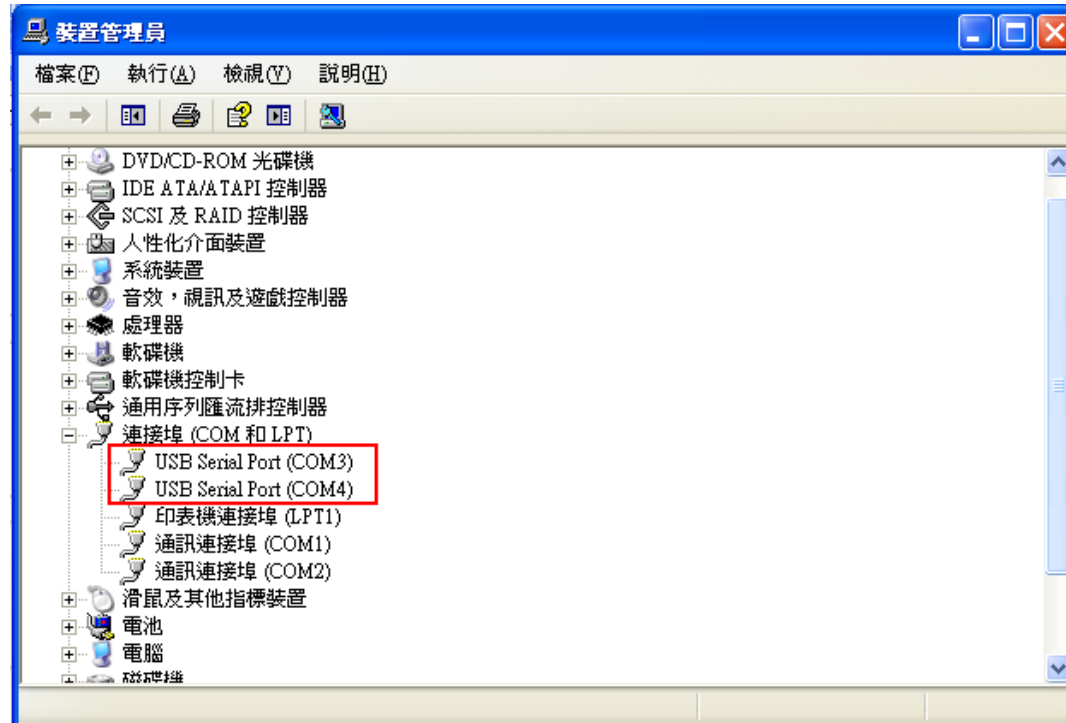 裝置管理員
檔案(F) 執行(A) 檢視(V) 說明(H)
DVD/CD-ROM 光碟機
IDE ATA/ATAPI 控制器
SCSI 及 RAID 控制器
人性化介面裝置
系統裝置
音效，視訊及遊戲控制器
處理器
軟碟機
軟碟機控制卡
通用序列匯流排控制器
連接埠 (COM 和 LPT)
USB Serial Port (COM3)
USB Serial Port (COM4)
印表機連接埠 (LPT1)
通訊連接埠 (COM1)
通訊連接埠 (COM2)
滑鼠及其他指標裝置
電池
電腦
磁碟機